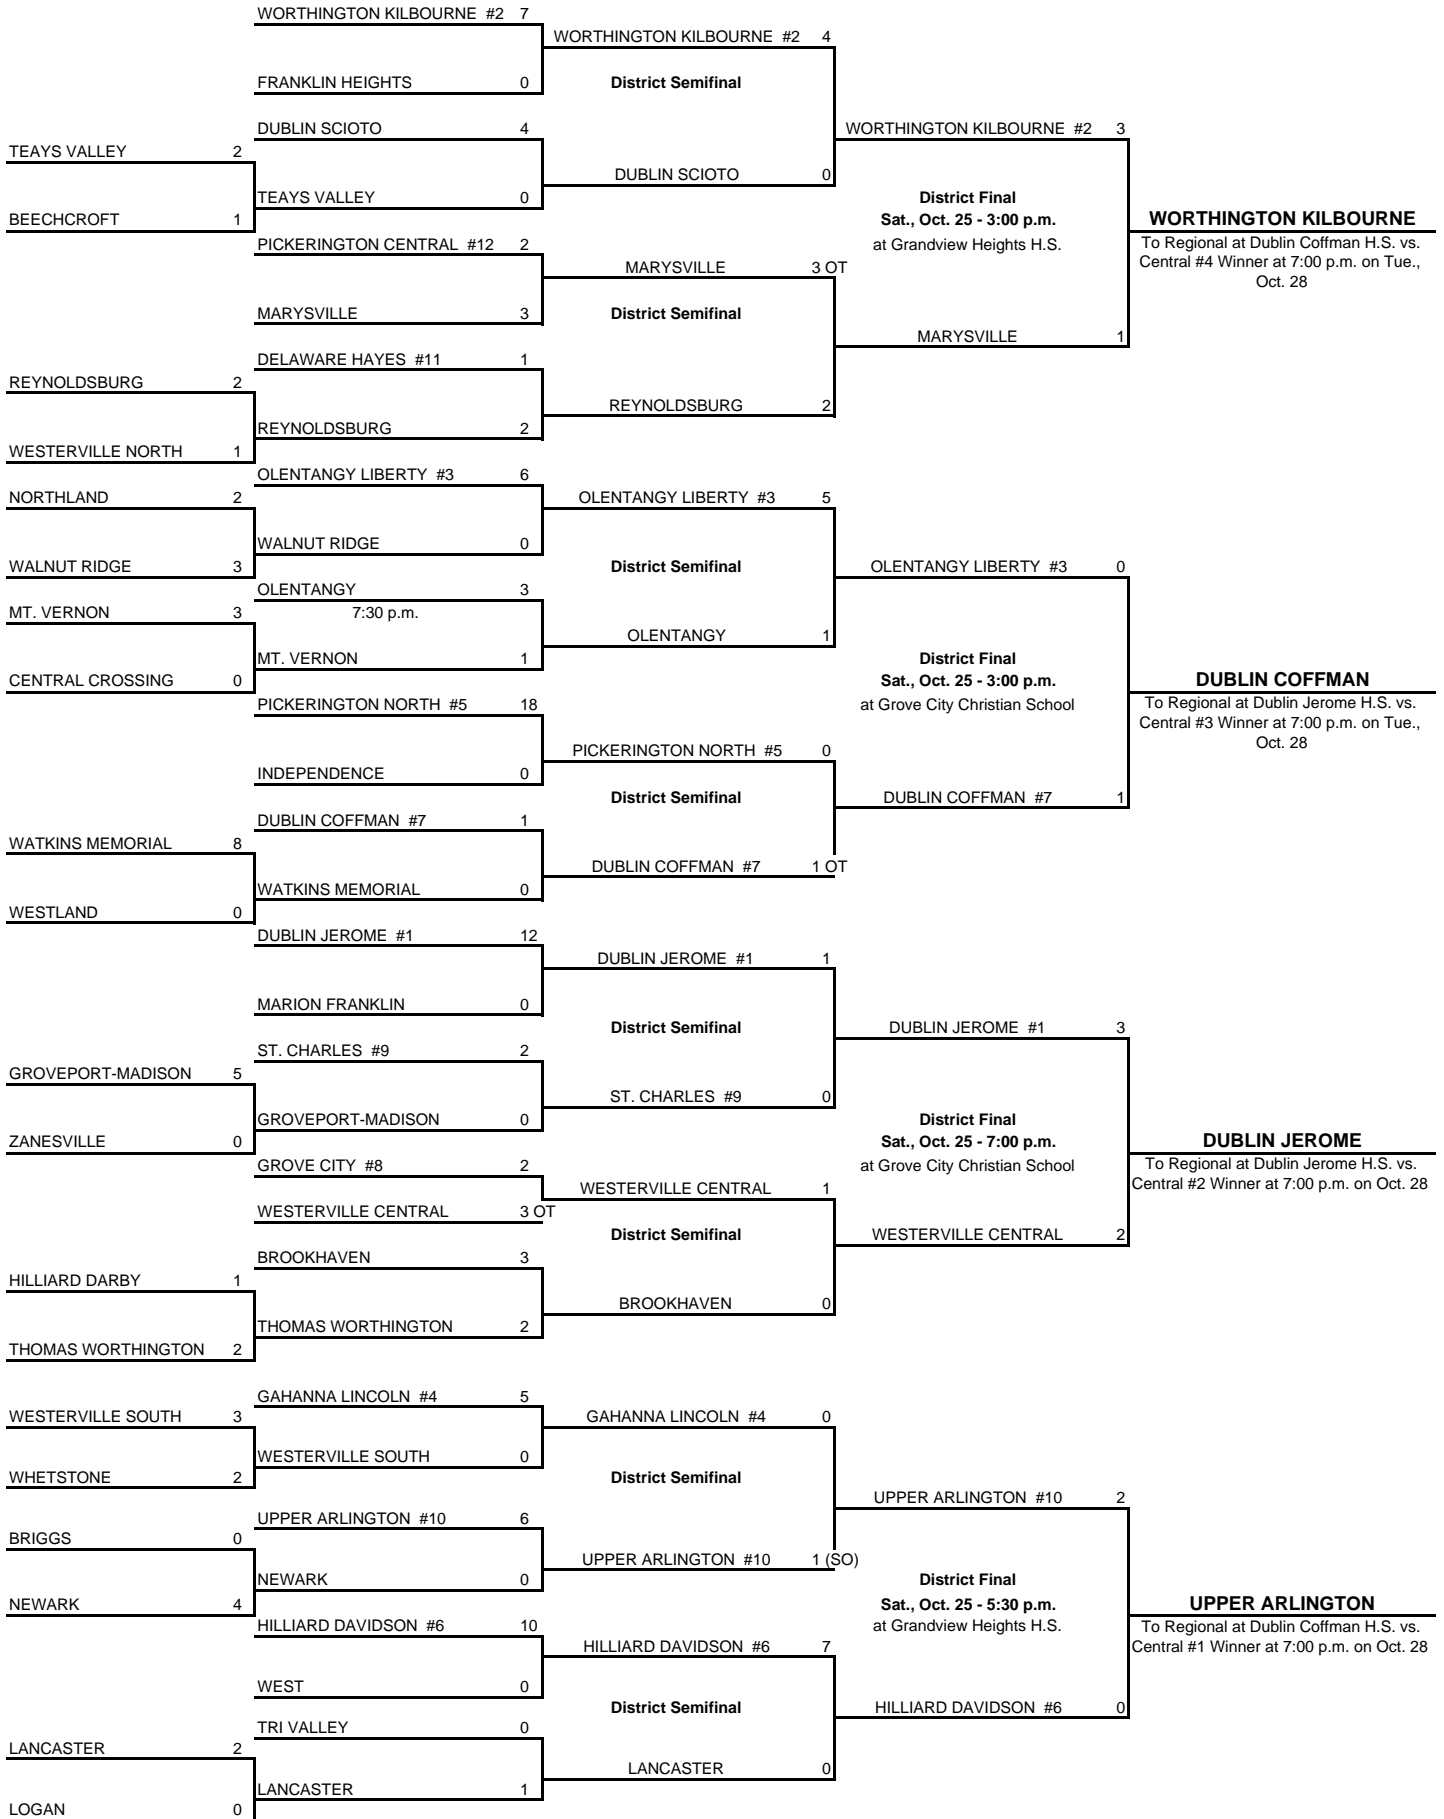 WORTHINGTON KILBOURNE #2 7
WORTHINGTON KILBOURNE #2 4
FRANKLIN HEIGHTS 0
District Semifinal
DUBLIN SCIOTO 4
WORTHINGTON KILBOURNE #2 3
TEAYS VALLEY 2
DUBLIN SCIOTO 0
TEAYS VALLEY 0
District Final
BEECHCROFT 1
Sat., Oct. 25 - 3:00 p.m.
WORTHINGTON KILBOURNE
PICKERINGTON CENTRAL #12 2
at Grandview Heights H.S.
To Regional at Dublin Coffman H.S. vs.
Central #4 Winner at 7:00 p.m. on Tue.,
Oct. 28
MARYSVILLE 3 OT
MARYSVILLE 3
District Semifinal
MARYSVILLE 1
DELAWARE HAYES #11 1
REYNOLDSBURG 2
REYNOLDSBURG 2
REYNOLDSBURG 2
WESTERVILLE NORTH 1
OLENTANGY LIBERTY #3 6
NORTHLAND 2
OLENTANGY LIBERTY #3 5
WALNUT RIDGE 0
WALNUT RIDGE 3
District Semifinal
OLENTANGY LIBERTY #3 0
OLENTANGY 3
MT. VERNON 3
7:30 p.m.
OLENTANGY 1
MT. VERNON 1
District Final
CENTRAL CROSSING 0
Sat., Oct. 25 - 3:00 p.m.
DUBLIN COFFMAN
PICKERINGTON NORTH #5 18
at Grove City Christian School
To Regional at Dublin Jerome H.S. vs.
Central #3 Winner at 7:00 p.m. on Tue.,
Oct. 28
PICKERINGTON NORTH #5 0
INDEPENDENCE 0
District Semifinal
DUBLIN COFFMAN #7 1
DUBLIN COFFMAN #7 1
WATKINS MEMORIAL 8
DUBLIN COFFMAN #7 1 OT
WATKINS MEMORIAL 0
WESTLAND 0
DUBLIN JEROME #1 12
DUBLIN JEROME #1 1
MARION FRANKLIN 0
District Semifinal
DUBLIN JEROME #1 3
ST. CHARLES #9 2
GROVEPORT-MADISON 5
ST. CHARLES #9 0
GROVEPORT-MADISON 0
District Final
ZANESVILLE 0
Sat., Oct. 25 - 7:00 p.m.
DUBLIN JEROME
GROVE CITY #8 2
at Grove City Christian School
To Regional at Dublin Jerome H.S. vs.
Central #2 Winner at 7:00 p.m. on Oct. 28
WESTERVILLE CENTRAL 1
WESTERVILLE CENTRAL 3 OT
District Semifinal
WESTERVILLE CENTRAL 2
BROOKHAVEN 3
HILLIARD DARBY 1
BROOKHAVEN 0
THOMAS WORTHINGTON 2
THOMAS WORTHINGTON 2
GAHANNA LINCOLN #4 5
WESTERVILLE SOUTH 3
GAHANNA LINCOLN #4 0
WESTERVILLE SOUTH 0
WHETSTONE 2
District Semifinal
UPPER ARLINGTON #10 2
UPPER ARLINGTON #10 6
BRIGGS 0
UPPER ARLINGTON #10 1 (SO)
NEWARK 0
District Final
NEWARK 4
Sat., Oct. 25 - 5:30 p.m.
UPPER ARLINGTON
HILLIARD DAVIDSON #6 10
at Grandview Heights H.S.
To Regional at Dublin Coffman H.S. vs.
Central #1 Winner at 7:00 p.m. on Oct. 28
HILLIARD DAVIDSON #6 7
WEST 0
District Semifinal
HILLIARD DAVIDSON #6 0
TRI VALLEY 0
LANCASTER 2
LANCASTER 0
LANCASTER 1
LOGAN 0